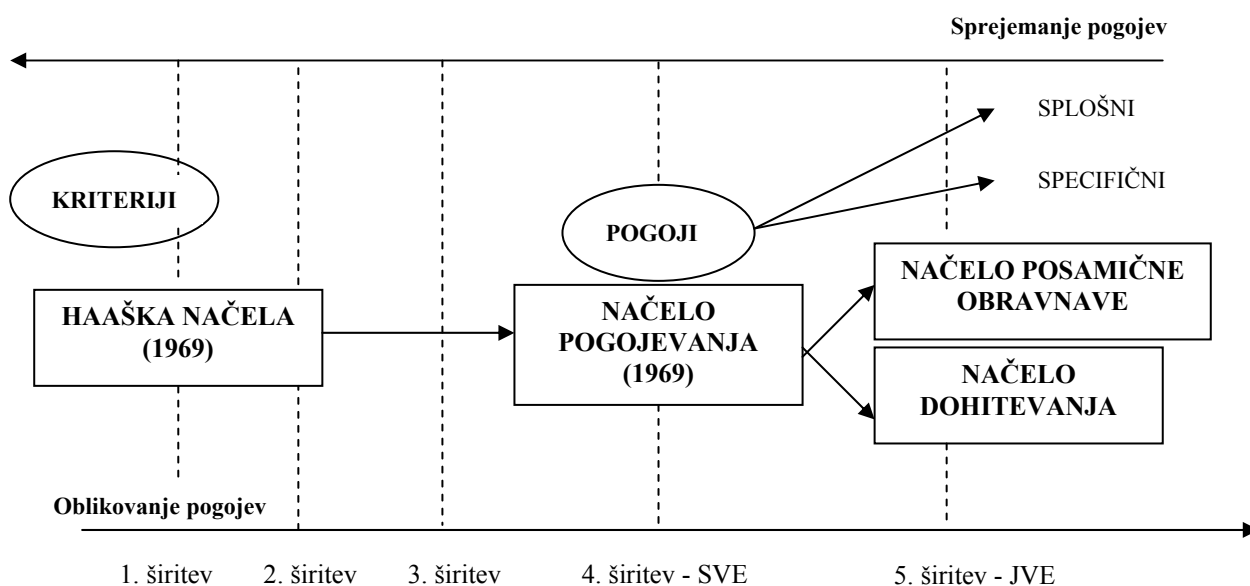 Sprejemanje pogojev
SPLOŠNI
SPECIFIČNI
KRITERIJI
POGOJI
HAAŠKA NAČELA
(1969)
NAČELO
POGOJEVANJA
(1969)
NAČELO POSAMIČNE
OBRAVNAVE
NAČELO
DOHITEVANJA
Oblikovanje pogojev
1. širitev 2. širitev 3. širitev 4. širitev - SVE 5. širitev - JVE